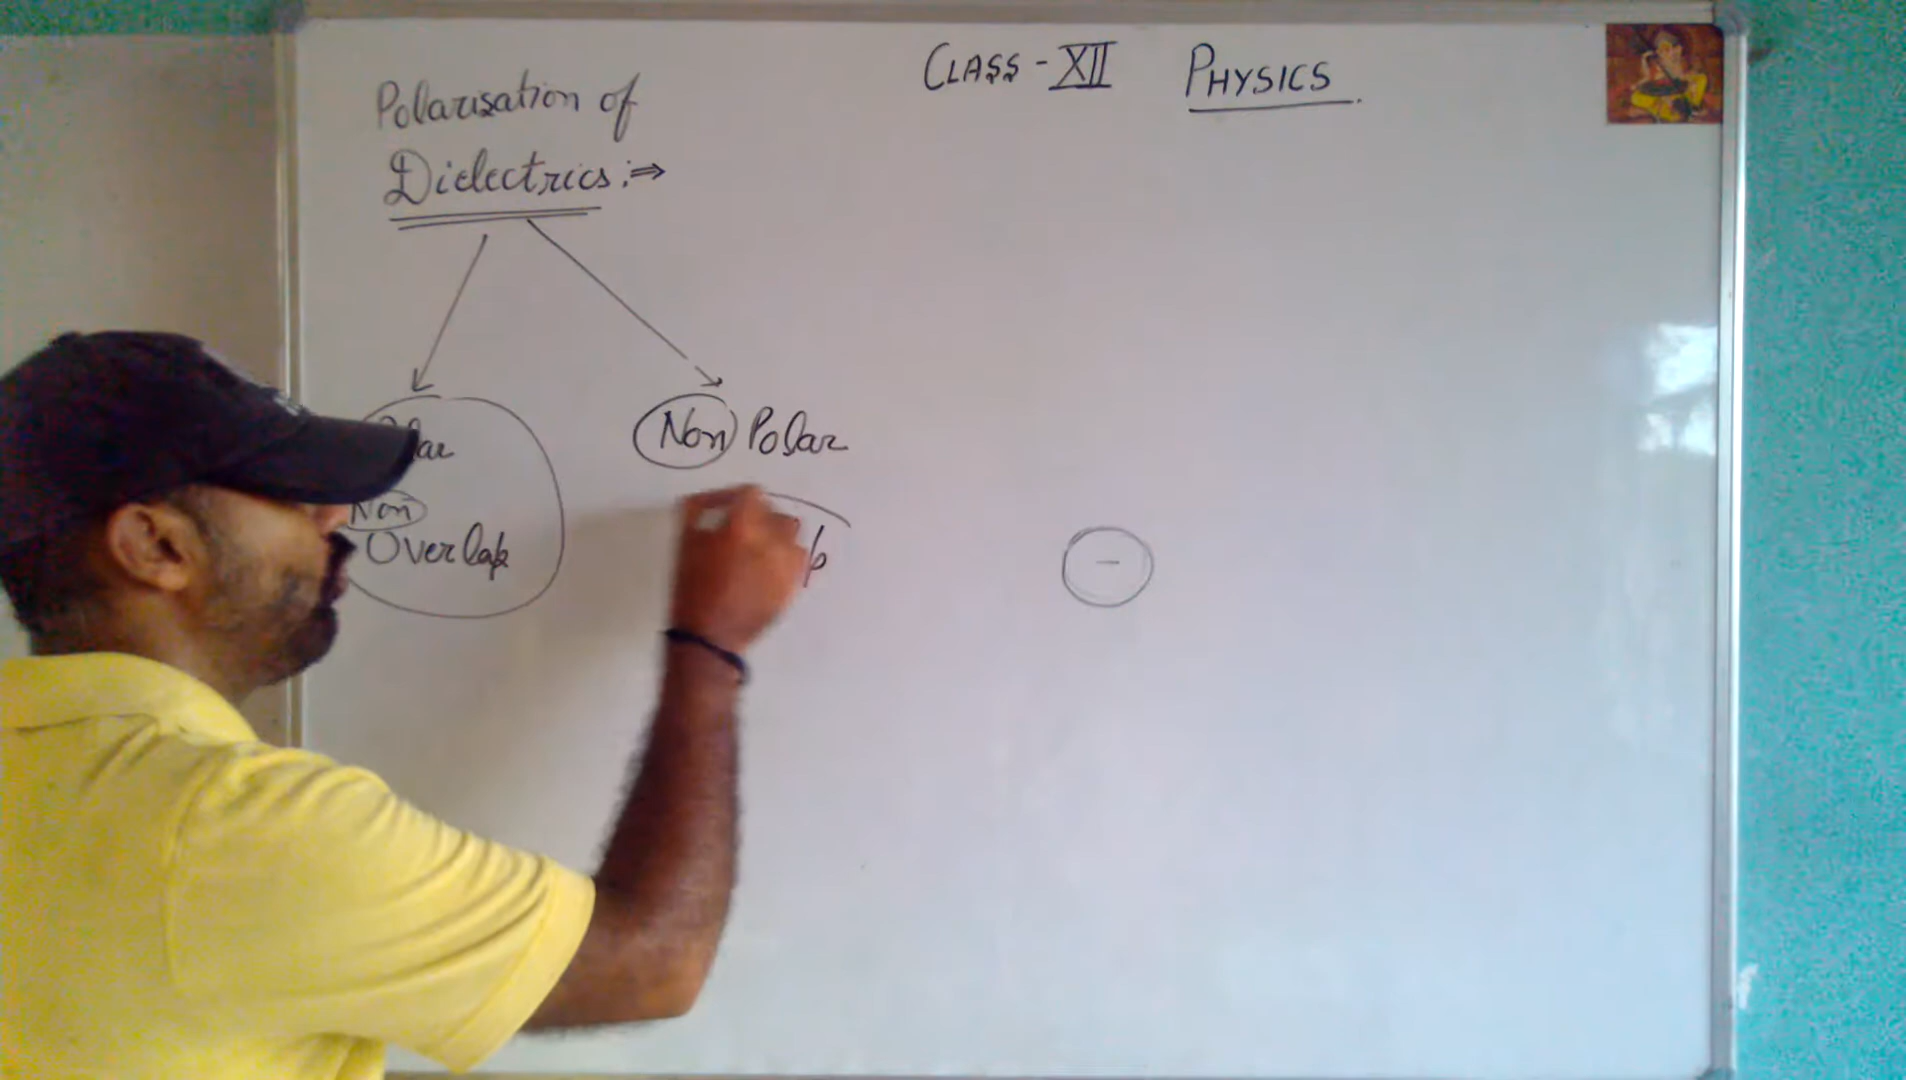 CLASS - XII PHYSICS.
Polarisation of
Dielectrics :⇒
Non Polar
Non
Overlap
-